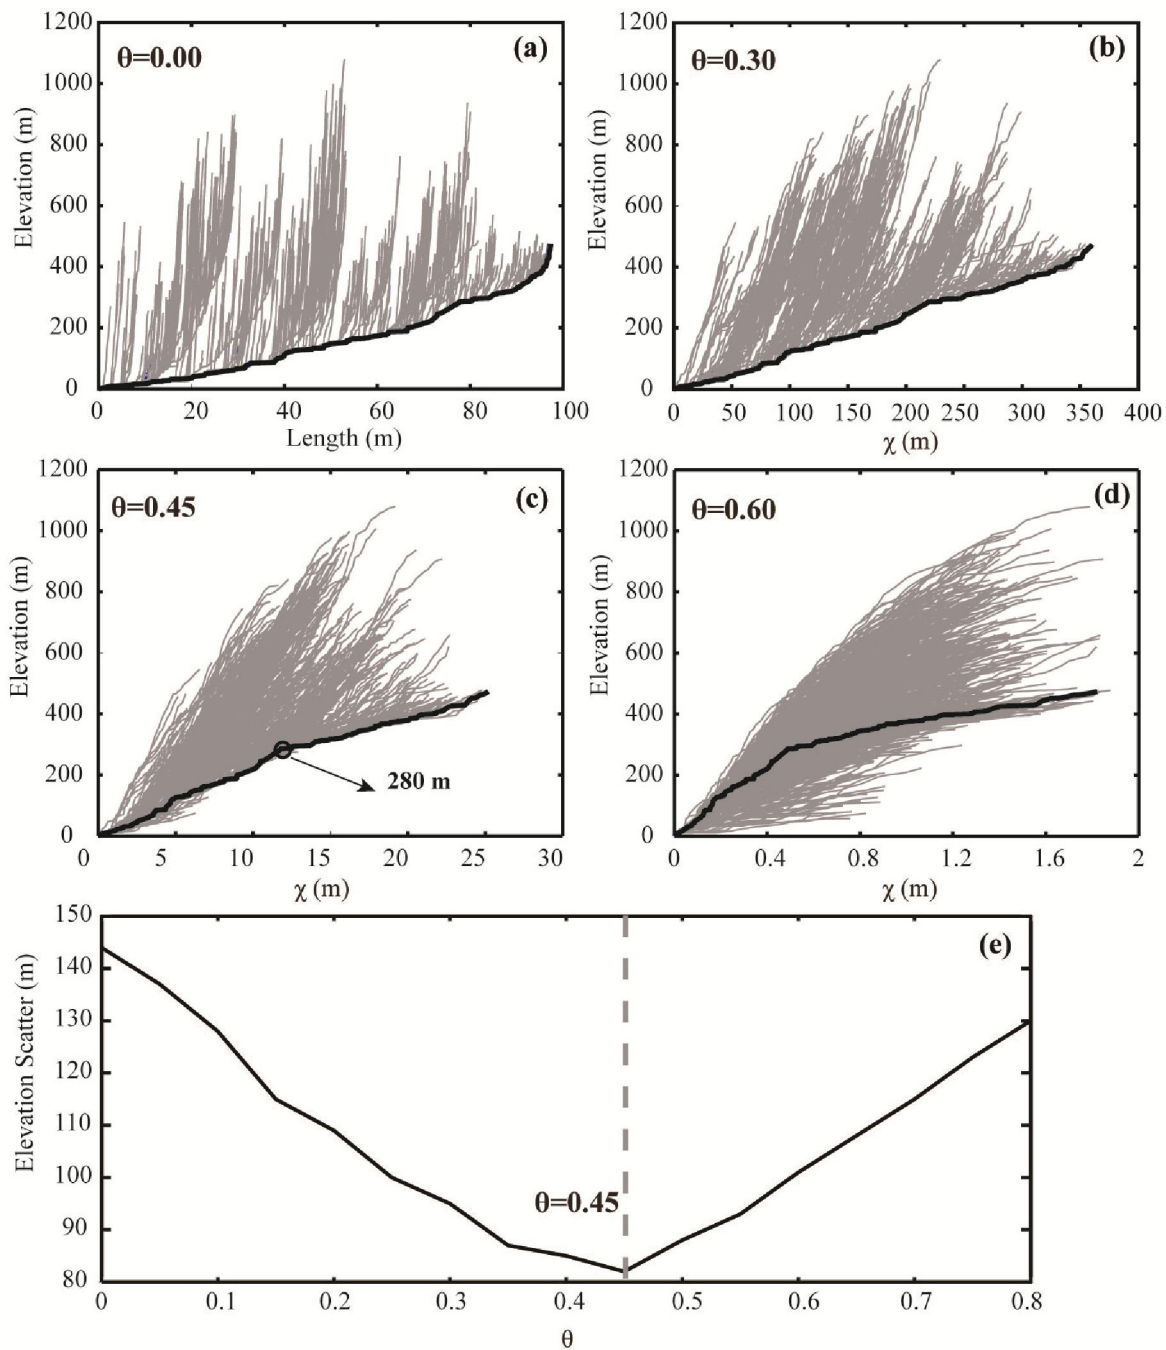 1200
1000
800
600
400
200
0
Elevation (m)
θ=0.00
(a)
0 20 40 60 80 100
Length (m)
1200
1000
800
600
400
200
0
Elevation (m)
θ=0.30
(b)
0 50 100 150 200 250 300 350 400
χ (m)
1200
1000
800
600
400
200
0
Elevation (m)
θ=0.45
(c)
280 m
0 5 10 15 20 25 30
χ (m)
1200
1000
800
600
400
200
0
Elevation (m)
θ=0.60
(d)
0 0.4 0.8 1.2 1.6 2
χ (m)
150
140
130
120
110
100
90
80
Elevation Scatter (m)
(e)
θ=0.45
0 0.1 0.2 0.3 0.4 0.5 0.6 0.7 0.8
θ